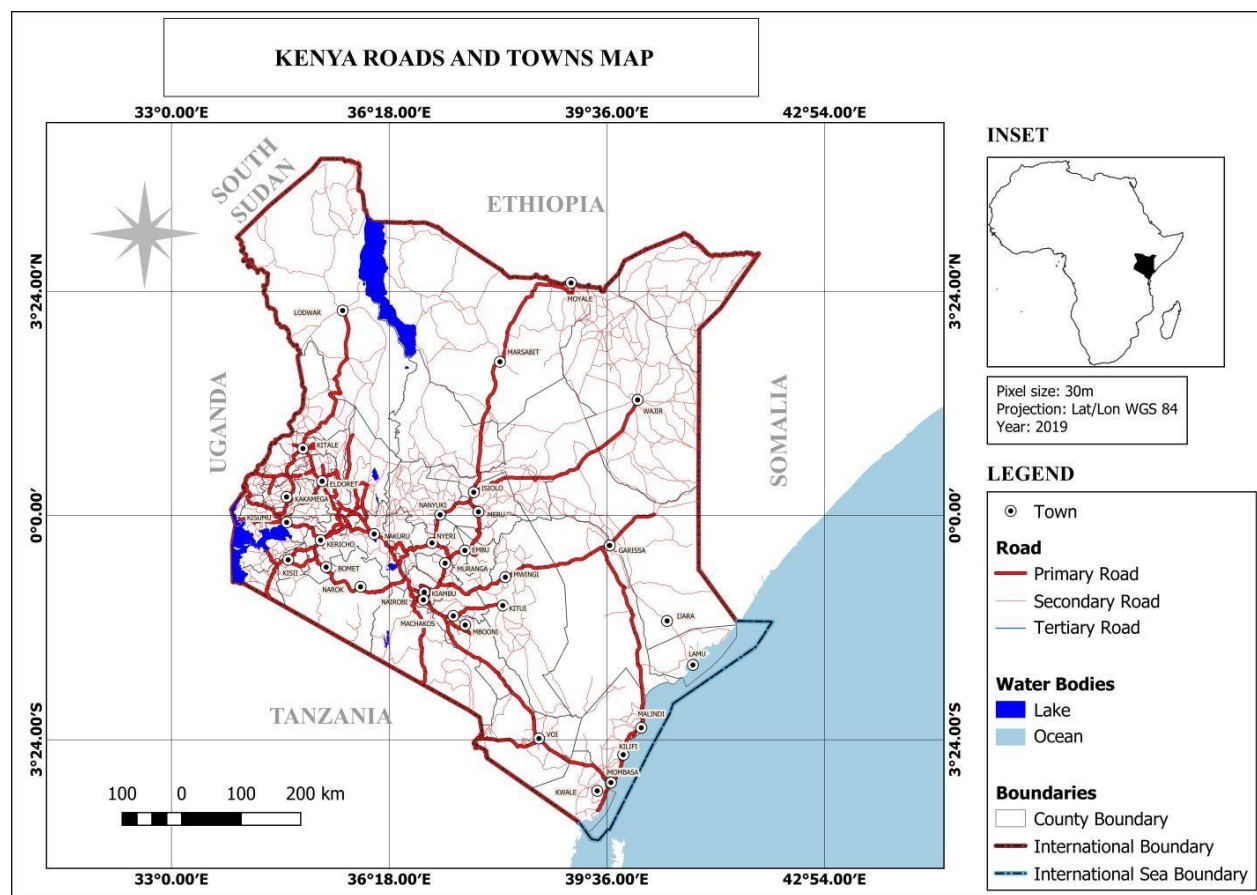 KENYA ROADS AND TOWNS MAP
33°0.00′E 36°18.00′E 39°36.00′E 42°54.00′E
SOUTH
SUDAN
ETHIOPIA
UGANDA
SOMALIA
TANZANIA
3°24.00′N
0°0.00′
3°24.00′S
3°24.00′N
0°0.00′
3°24.00′S
MOYALE
LODWAR
MARSABIT
WAJIR
KITALE
ELDORET
KAKAMEGA
ISIOLO
NANYUKI
MERU
KISUMU
NAKURU
NYERI
KERICHO
EMBU
GARISSA
KISII
BOMET
MURANGA
MWINGI
NAROK
KIAMBU
NAIROBI
KITUI
MACHAKOS
MBOONI
IJARA
LAMU
MALINDI
VOI
KILIFI
MOMBASA
KWALE
100 0 100 200 km
33°0.00′E 36°18.00′E 39°36.00′E 42°54.00′E
INSET
Pixel size: 30m
Projection: Lat/Lon WGS 84
Year: 2019
LEGEND
Town
Road
Primary Road
Secondary Road
Tertiary Road
Water Bodies
Lake
Ocean
Boundaries
County Boundary
International Boundary
International Sea Boundary